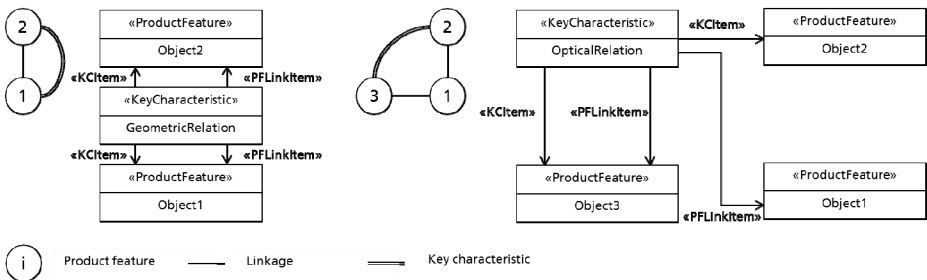 2
1
«ProductFeature»
Object2
«KCItem»
«PFLinkItem»
«KeyCharacteristic»
GeometricRelation
«KCItem»
«PFLinkItem»
«ProductFeature»
Object1
2
3
1
«KeyCharacteristic»
OpticalRelation
«KCItem»
«ProductFeature»
Object2
«KCItem»
«PFLinkItem»
«ProductFeature»
Object3
«PFLinkItem»
«ProductFeature»
Object1
i
Product feature
Linkage
Key characteristic